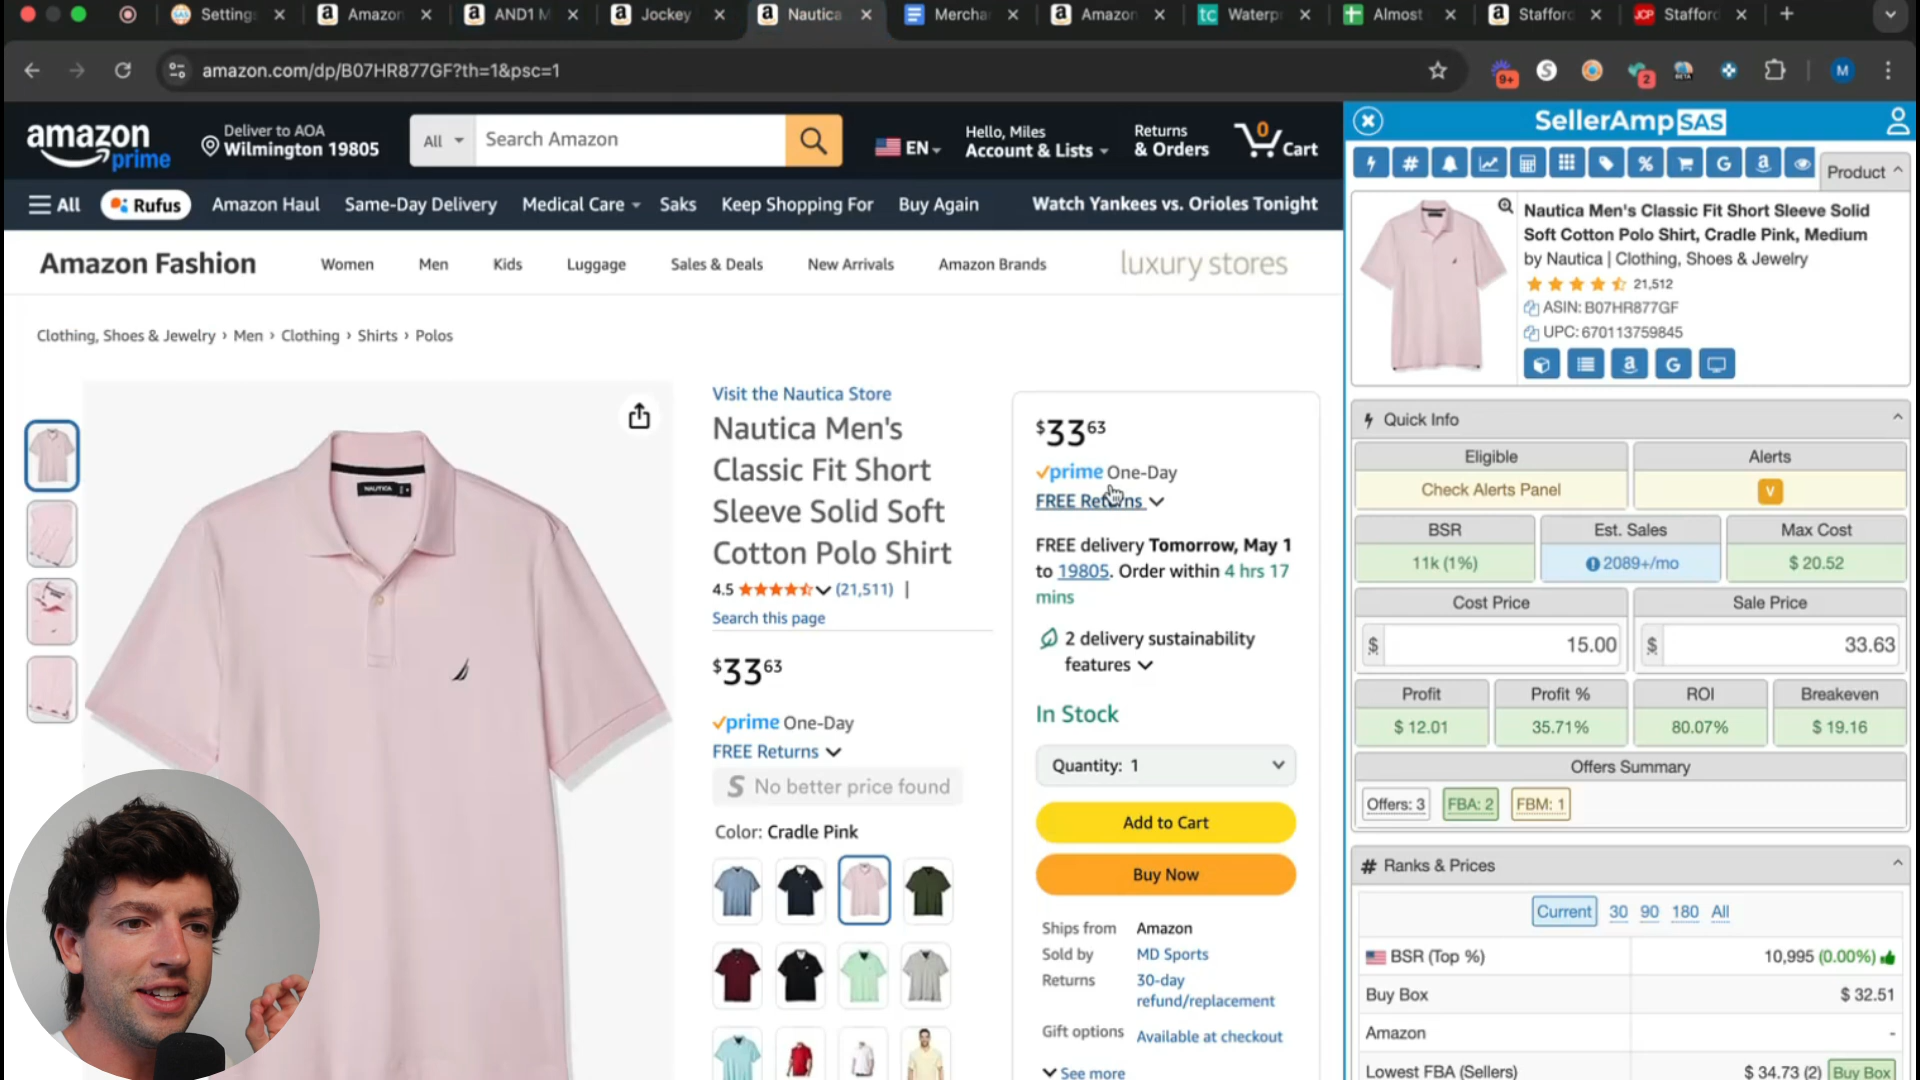 Setting
Amazon
AND1 M
Jockey
Nautica
Mercha
Amazon
tc Waterp
Almost
Stafford
JCP Stafford
amazon.com/dp/B07HR877GF?th=1&psc=1
9+
S
2
BETA
M
amazon prime
Deliver to AOA
Wilmington 19805
All
Search Amazon
EN
Hello, Miles
Account & Lists
Returns
& Orders
0
Cart
All
Rufus
Amazon Haul
Same-Day Delivery
Medical Care
Saks
Keep Shopping For
Buy Again
Watch Yankees vs. Orioles Tonight
Amazon Fashion
Women
Men
Kids
Luggage
Sales & Deals
New Arrivals
Amazon Brands
luxury stores
Clothing, Shoes & Jewelry › Men › Clothing › Shirts › Polos
NAUTICA
Visit the Nautica Store
Nautica Men's
Classic Fit Short
Sleeve Solid Soft
Cotton Polo Shirt
4.5 (21,511) |
Search this page
$33 63
prime One-Day
FREE Returns
S No better price found
Color: Cradle Pink
$33 63
prime One-Day
FREE Returns
FREE delivery Tomorrow, May 1
to 19805. Order within 4 hrs 17
mins
2 delivery sustainability
features
In Stock
Quantity: 1
Add to Cart
Buy Now
Ships from Amazon
Sold by MD Sports
Returns 30-day
refund/replacement
Gift options Available at checkout
See more
SellerAmp SAS
Product
Nautica Men's Classic Fit Short Sleeve Solid
Soft Cotton Polo Shirt, Cradle Pink, Medium
by Nautica | Clothing, Shoes & Jewelry
21,512
ASIN: B07HR877GF
UPC: 670113759845
Quick Info
Eligible
Alerts
Check Alerts Panel
V
BSR
Est. Sales
Max Cost
11k (1%)
2089+/mo
$ 20.52
Cost Price
Sale Price
$ 15.00
$ 33.63
Profit
Profit %
ROI
Breakeven
$ 12.01
35.71%
80.07%
$ 19.16
Offers Summary
Offers: 3
FBA: 2
FBM: 1
# Ranks & Prices
Current 30 90 180 All
BSR (Top %) 10,995 (0.00%)
Buy Box $ 32.51
Amazon -
Lowest FBA (Sellers) $ 34.73 (2) Buy Box